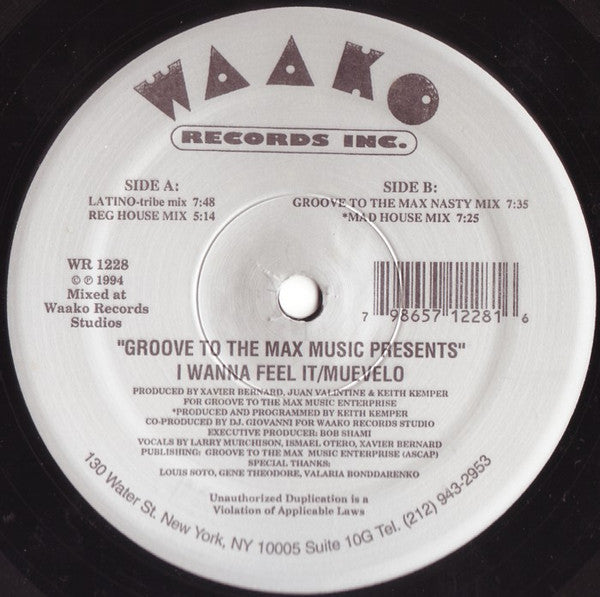 WAAKO
RECORDS INC.
SIDE A:
LATINO-tribe mix 7:48
REG HOUSE MIX 5:14
SIDE B:
GROOVE TO THE MAX NASTY MIX 7:35
*MAD HOUSE MIX 7:25
WR 1228
© ℗ 1994
Mixed at
Waako Records
Studios
7 98657 12281 6
"GROOVE TO THE MAX MUSIC PRESENTS"
I WANNA FEEL IT/MUEVELO
PRODUCED BY XAVIER BERNARD, JUAN VALINTINE & KEITH KEMPER
FOR GROOVE TO THE MAX MUSIC ENTERPRISE
*PRODUCED AND PROGRAMMED BY KEITH KEMPER
CO-PRODUCED BY DJ. GIOVANNI FOR WAAKO RECORDS STUDIO
EXECUTIVE PRODUCER: BOB SHAMI
VOCALS BY LARRY MURCHISON, ISMAEL OTERO, XAVIER BERNARD
PUBLISHING: GROOVE TO THE MAX MUSIC ENTERPRISE (ASCAP)
SPECIAL THANKS:
LOUIS SOTO, GENE THEODORE, VALARIA BONDDARENKO
Unauthorized Duplication is a
Violation of Applicable Laws
130 Water St. New York, NY 10005 Suite 10G Tel. (212) 943-2953